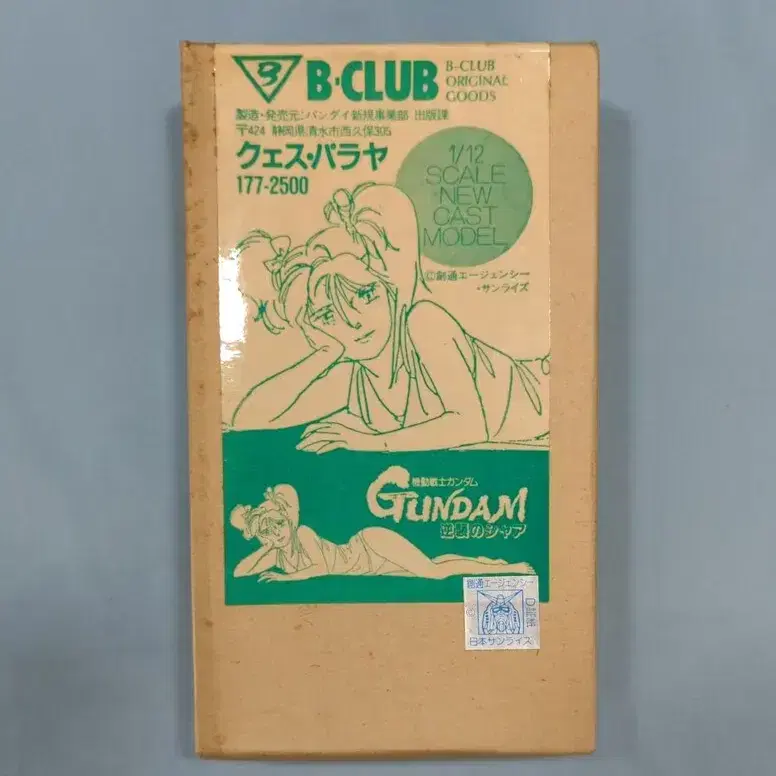 B-CLUB
B-CLUB
ORIGINAL
GOODS
製造・発売元:バンダイ新規事業部 出版課
〒424 静岡県清水市西久保305
クェス・パラヤ
177-2500
1/12
SCALE
NEW
CAST
MODEL
©創通エージェンシー
・サンライズ
機動戦士ガンダム
GUNDAM
逆襲のシャア
創通エージェンシー
©
日本サンライズ